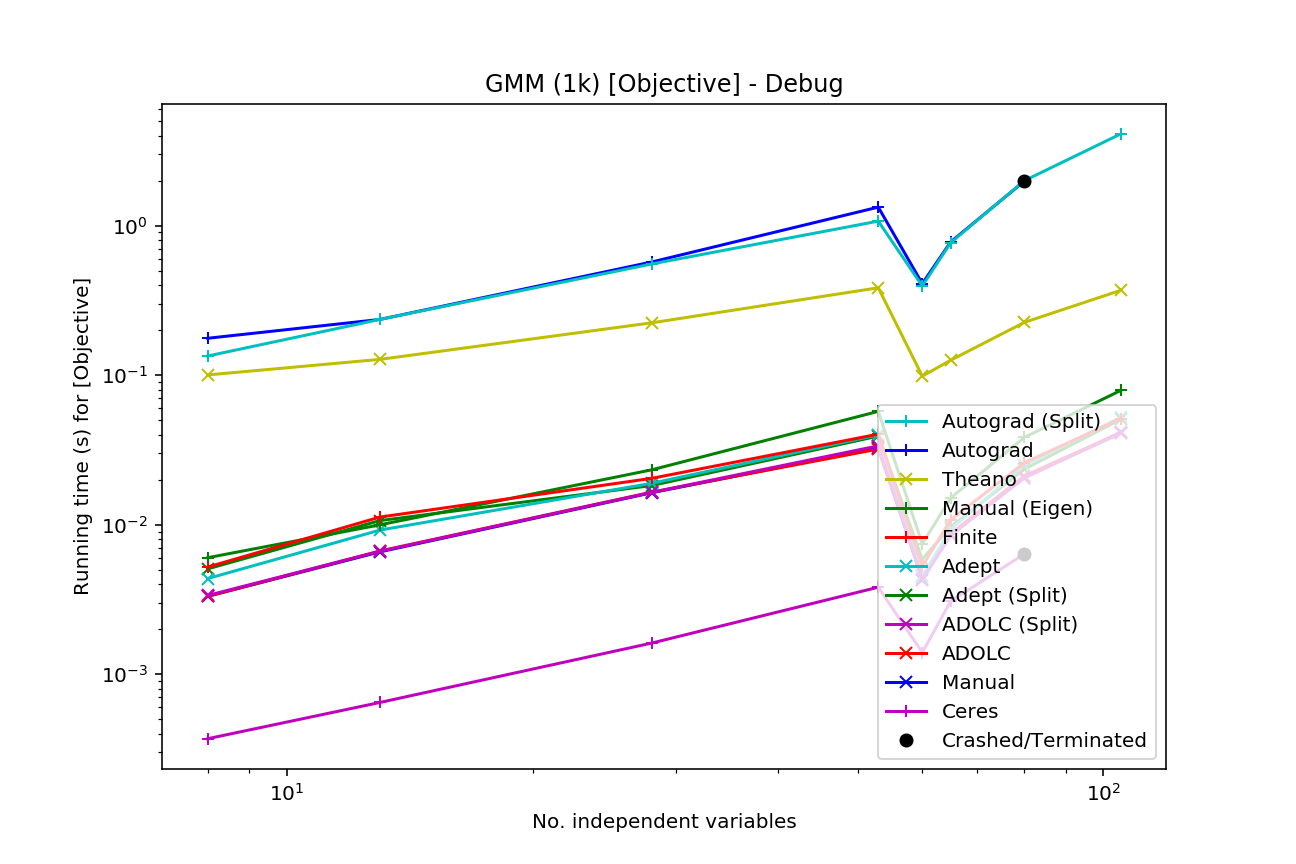 GMM (1k) [Objective] - Debug
Running time (s) for [Objective]
10⁰
10⁻¹
10⁻²
10⁻³
Autograd (Split)
Autograd
Theano
Manual (Eigen)
Finite
Adept
Adept (Split)
ADOLC (Split)
ADOLC
Manual
Ceres
Crashed/Terminated
10¹
10²
No. independent variables